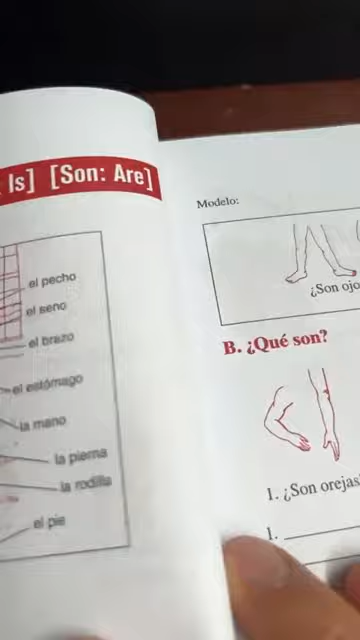 Is] [Son: Are]
el pecho
el seno
el brazo
el estómago
la mano
la pierna
la rodilla
el pie
Modelo:
¿Son ojo
B. ¿Qué son?
1. ¿Son orejas
1.